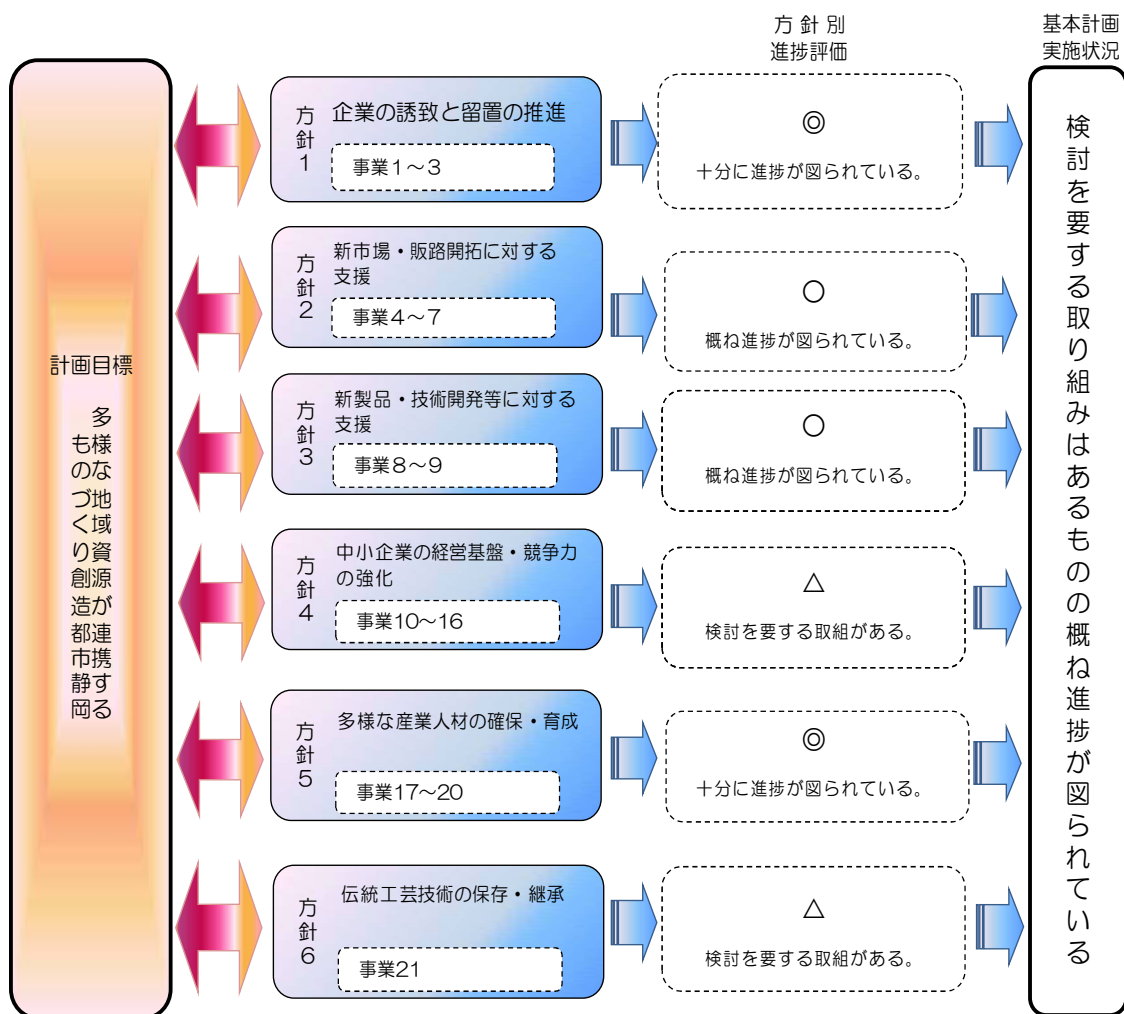 方針別
進捗評価
基本計画
実施状況
計画目標
多様な地域資源が連携する
ものづくり創造都市静岡
方針1
企業の誘致と留置の推進
事業1～3
◎
十分に進捗が図られている。
方針2
新市場・販路開拓に対する
支援
事業4～7
○
概ね進捗が図られている。
方針3
新製品・技術開発等に対する
支援
事業8～9
○
概ね進捗が図られている。
方針4
中小企業の経営基盤・競争力
の強化
事業10～16
△
検討を要する取組がある。
方針5
多様な産業人材の確保・育成
事業17～20
◎
十分に進捗が図られている。
方針6
伝統工芸技術の保存・継承
事業21
△
検討を要する取組がある。
検討を要する取り組みはあるものの概ね進捗が図られている